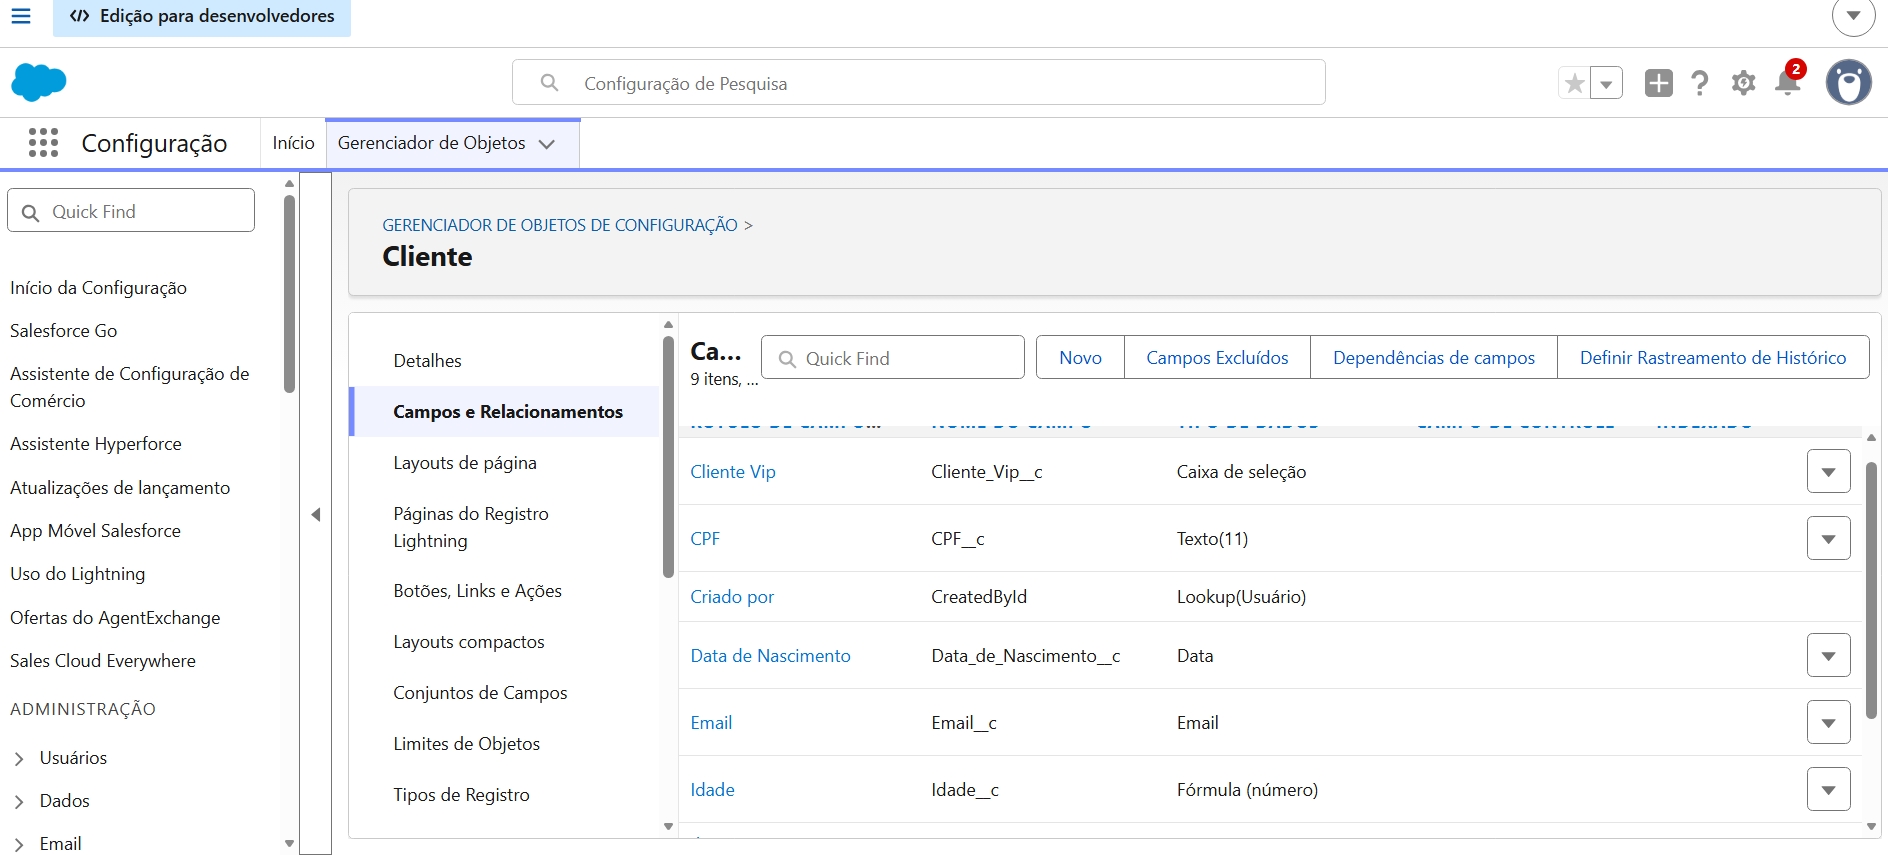 Edição para desenvolvedores
Configuração de Pesquisa
2
Configuração
Início
Gerenciador de Objetos
Quick Find
Início da Configuração
Salesforce Go
Assistente de Configuração de
Comércio
Assistente Hyperforce
Atualizações de lançamento
App Móvel Salesforce
Uso do Lightning
Ofertas do AgentExchange
Sales Cloud Everywhere
ADMINISTRAÇÃO
Usuários
Dados
Email
GERENCIADOR DE OBJETOS DE CONFIGURAÇÃO >
Cliente
Detalhes
Campos e Relacionamentos
Layouts de página
Páginas do Registro
Lightning
Botões, Links e Ações
Layouts compactos
Conjuntos de Campos
Limites de Objetos
Tipos de Registro
Ca...
9 itens, ...
Quick Find
Novo
Campos Excluídos
Dependências de campos
Definir Rastreamento de Histórico
Cliente Vip Cliente_Vip__c Caixa de seleção
CPF CPF__c Texto(11)
Criado por CreatedById Lookup(Usuário)
Data de Nascimento Data_de_Nascimento__c Data
Email Email__c Email
Idade Idade__c Fórmula (número)